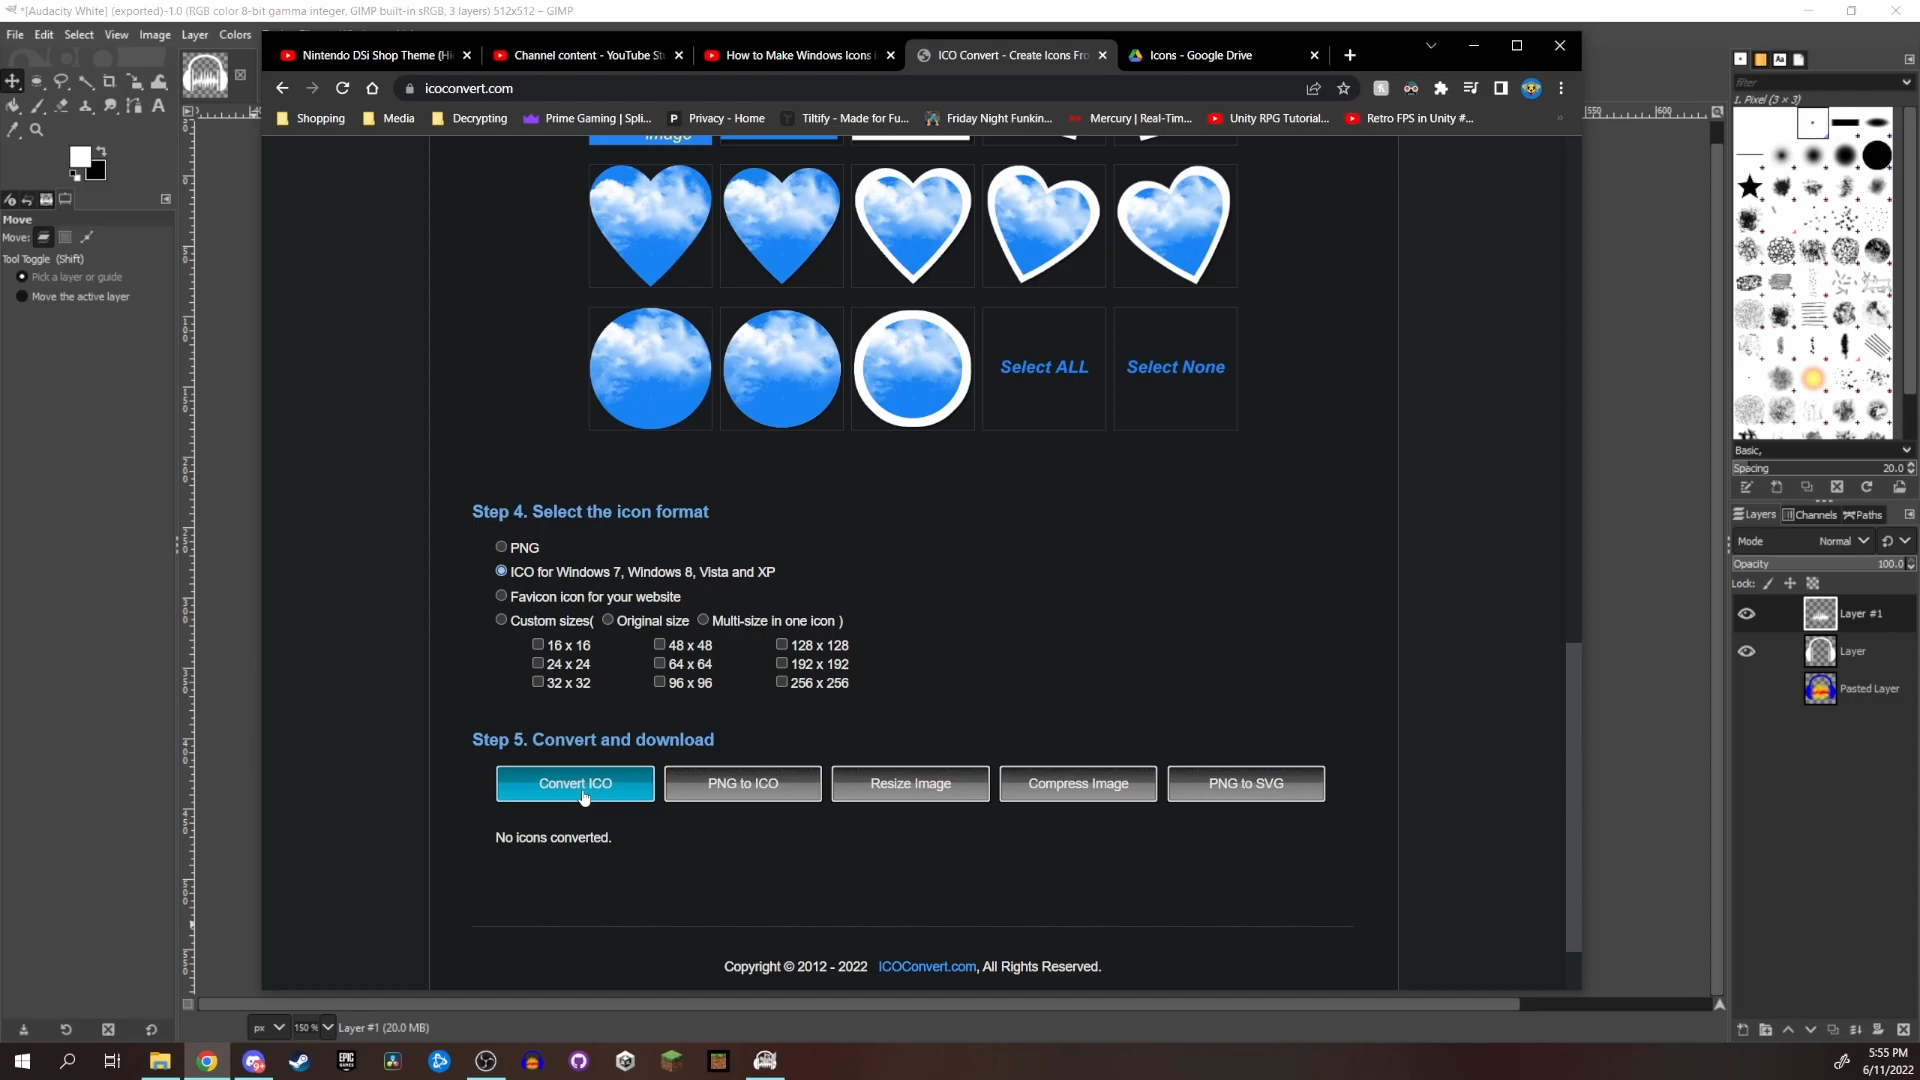 *[Audacity White] (exported)-1.0 (RGB color 8-bit gamma integer, GIMP built-in sRGB, 3 layers) 512x512 – GIMP
File Edit Select View Image Layer Colors
Nintendo DSi Shop Theme (Hi
Channel content - YouTube St
How to Make Windows Icons i
ICO Convert - Create Icons Fro
Icons - Google Drive
icoconvert.com
Shopping
Media
Decrypting
Prime Gaming | Spli...
Privacy - Home
Tiltify - Made for Fu...
Friday Night Funkin...
Mercury | Real-Tim...
Unity RPG Tutorial...
Retro FPS in Unity #...
Move
Move:
Tool Toggle (Shift)
Pick a layer or guide
Move the active layer
Select ALL
Select None
Step 4. Select the icon format
PNG
ICO for Windows 7, Windows 8, Vista and XP
Favicon icon for your website
Custom sizes( Original size Multi-size in one icon )
16 x 16 48 x 48 128 x 128
24 x 24 64 x 64 192 x 192
32 x 32 96 x 96 256 x 256
Step 5. Convert and download
Convert ICO
PNG to ICO
Resize Image
Compress Image
PNG to SVG
No icons converted.
Copyright © 2012 - 2022 ICOConvert.com, All Rights Reserved.
filter
1. Pixel (3 × 3)
Basic,
Spacing 20.0
Layers Channels Paths
Mode Normal
Opacity 100.0
Lock:
Layer #1
Layer
Pasted Layer
px 150 % Layer #1 (20.0 MB)
EPIC GAMES
5:55 PM
6/11/2022